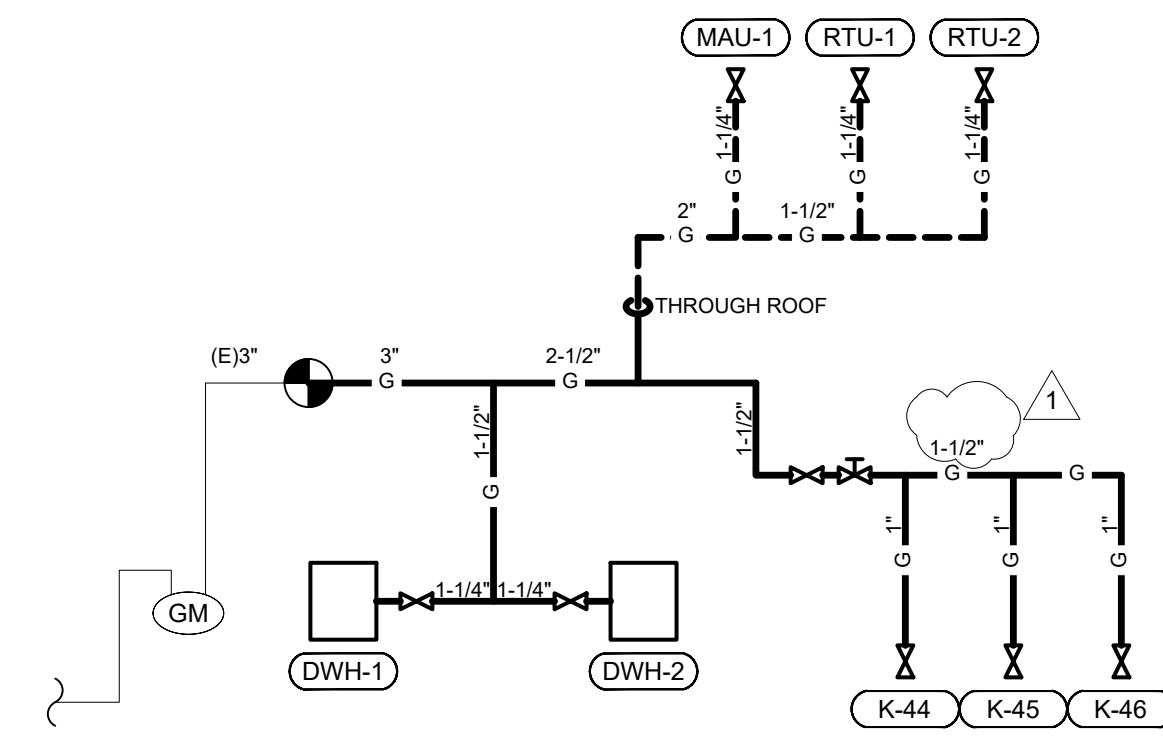 MAU-1 RTU-1 RTU-2
1-1/4" 1-1/4" 1-1/4"
G G G
2" 1-1/2"
G G
THROUGH ROOF
(E)3" 3" 2-1/2"
G G
1
1-1/2" 1-1/2" 1-1/2"
G G
G
1" 1" 1"
G G G
1-1/4" 1-1/4"
GM
DWH-1 DWH-2
K-44 K-45 K-46